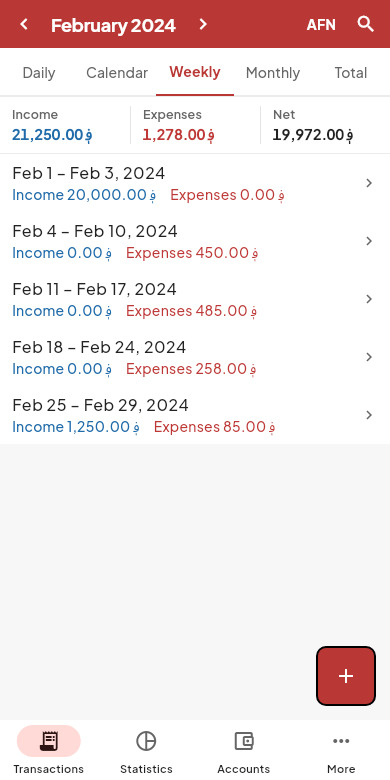 February 2024 AFN
Daily Calendar Weekly Monthly Total
Income Expenses Net
21,250.00؋ 1,278.00؋ 19,972.00؋
Feb 1 – Feb 3, 2024
Income 20,000.00؋ Expenses 0.00؋
Feb 4 – Feb 10, 2024
Income 0.00؋ Expenses 450.00؋
Feb 11 – Feb 17, 2024
Income 0.00؋ Expenses 485.00؋
Feb 18 – Feb 24, 2024
Income 0.00؋ Expenses 258.00؋
Feb 25 – Feb 29, 2024
Income 1,250.00؋ Expenses 85.00؋
Transactions Statistics Accounts More